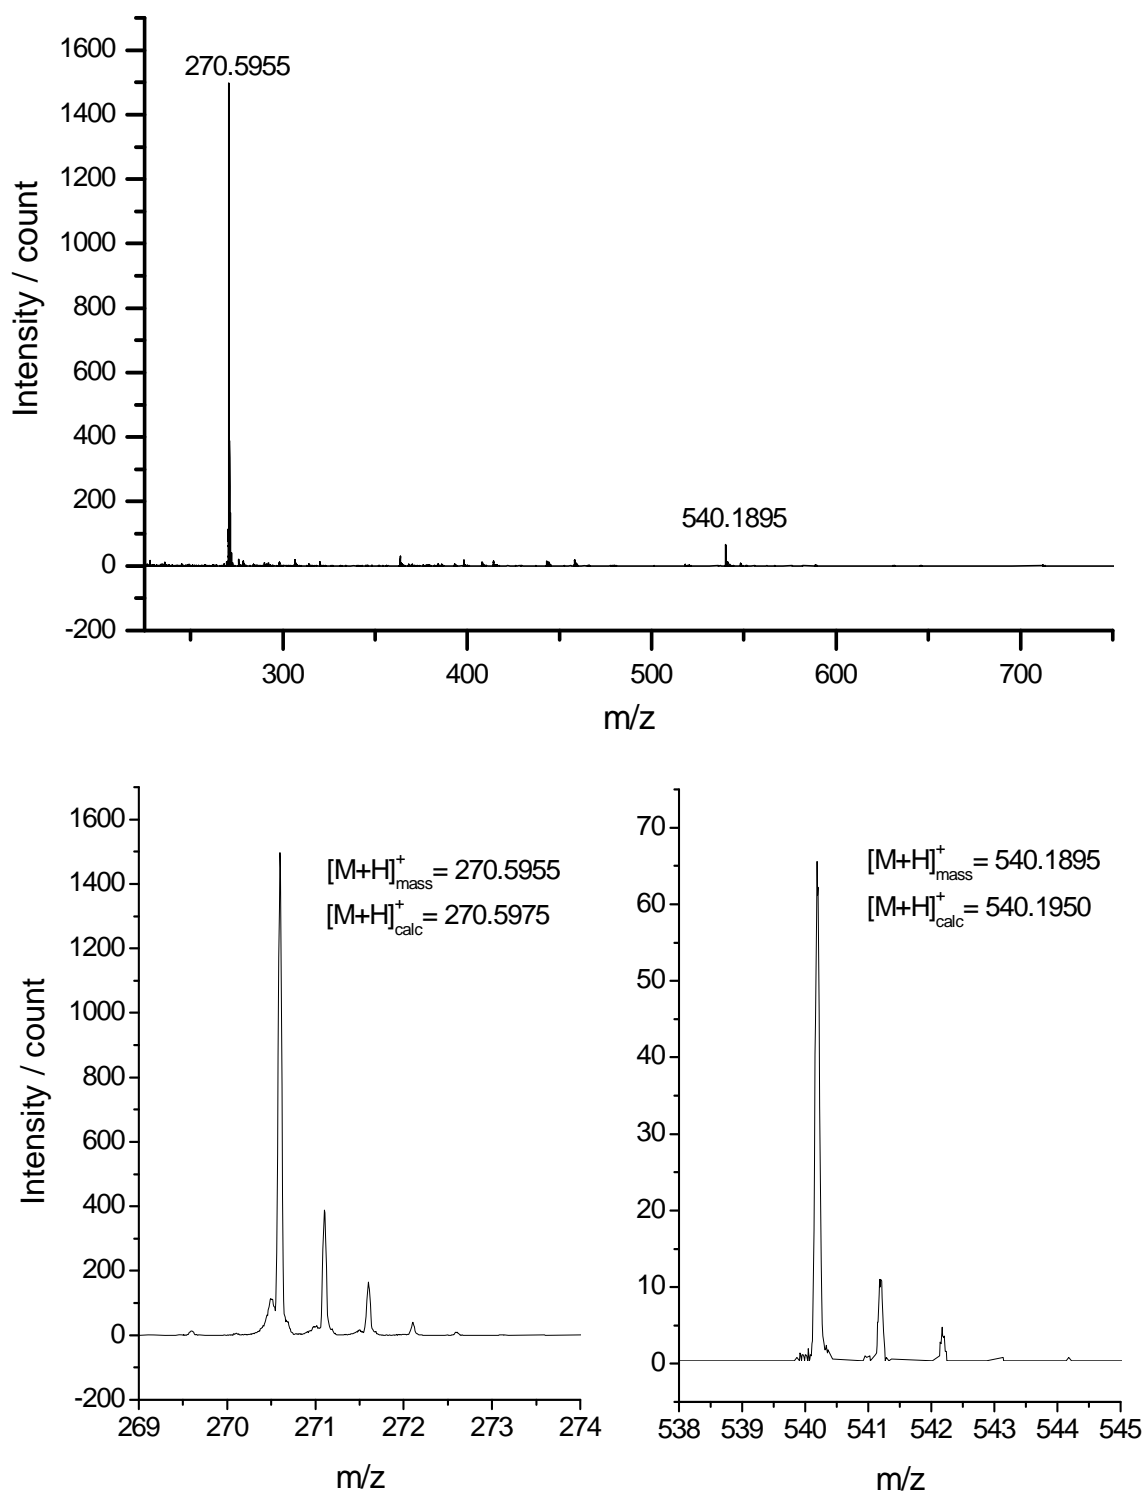 1600
1400
1200
1000
800
600
400
200
0
-200
Intensity / count
270.5955
540.1895
300 400 500 600 700
m/z
1600
1400
1200
1000
800
600
400
200
0
-200
Intensity / count
[M+H]⁺mass= 270.5955
[M+H]⁺calc= 270.5975
269 270 271 272 273 274
m/z
70
60
50
40
30
20
10
0
[M+H]⁺mass= 540.1895
[M+H]⁺calc= 540.1950
538 539 540 541 542 543 544 545
m/z